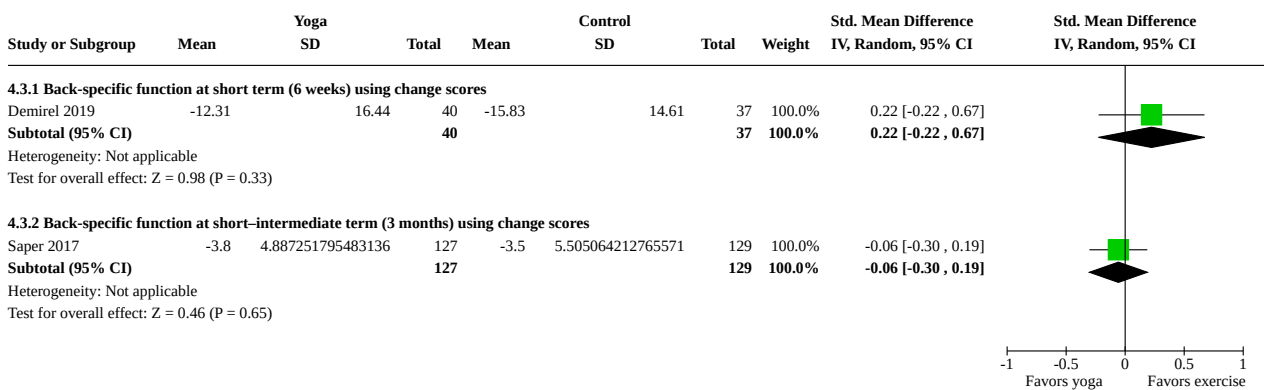 Yoga Control Std. Mean Difference Std. Mean Difference
Study or Subgroup Mean SD Total Mean SD Total Weight IV, Random, 95% CI IV, Random, 95% CI
4.3.1 Back-specific function at short term (6 weeks) using change scores
Demirel 2019 -12.31 16.44 40 -15.83 14.61 37 100.0% 0.22 [-0.22 , 0.67]
Subtotal (95% CI) 40 37 100.0% 0.22 [-0.22 , 0.67]
Heterogeneity: Not applicable
Test for overall effect: Z = 0.98 (P = 0.33)
4.3.2 Back-specific function at short–intermediate term (3 months) using change scores
Saper 2017 -3.8 4.887251795483136 127 -3.5 5.505064212765571 129 100.0% -0.06 [-0.30 , 0.19]
Subtotal (95% CI) 127 129 100.0% -0.06 [-0.30 , 0.19]
Heterogeneity: Not applicable
Test for overall effect: Z = 0.46 (P = 0.65)
-1 -0.5 0 0.5 1
Favors yoga Favors exercise